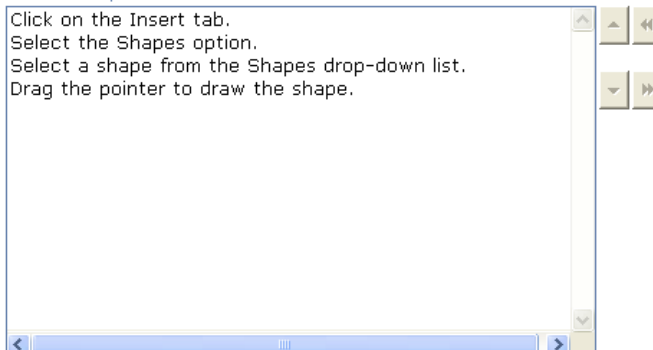 Click on the Insert tab.
Select the Shapes option.
Select a shape from the Shapes drop-down list.
Drag the pointer to draw the shape.